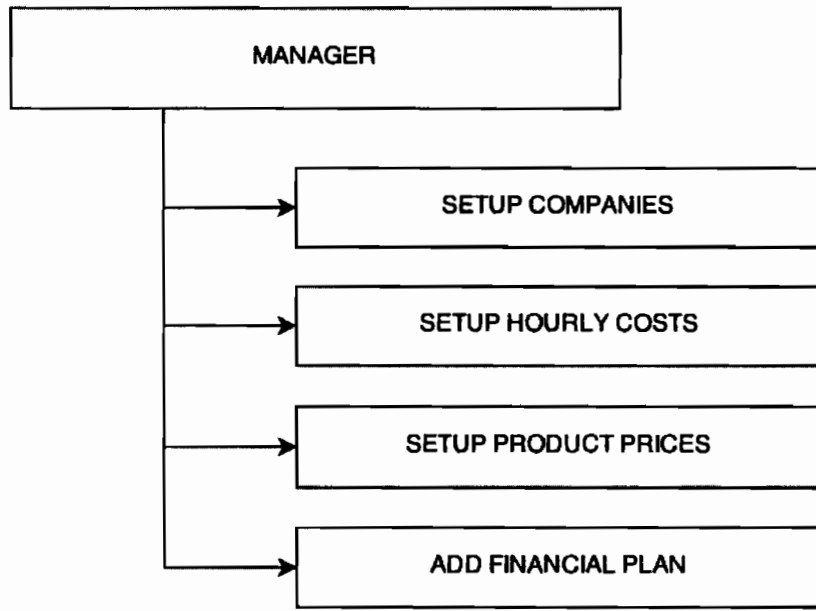 MANAGER
SETUP COMPANIES
SETUP HOURLY COSTS
SETUP PRODUCT PRICES
ADD FINANCIAL PLAN